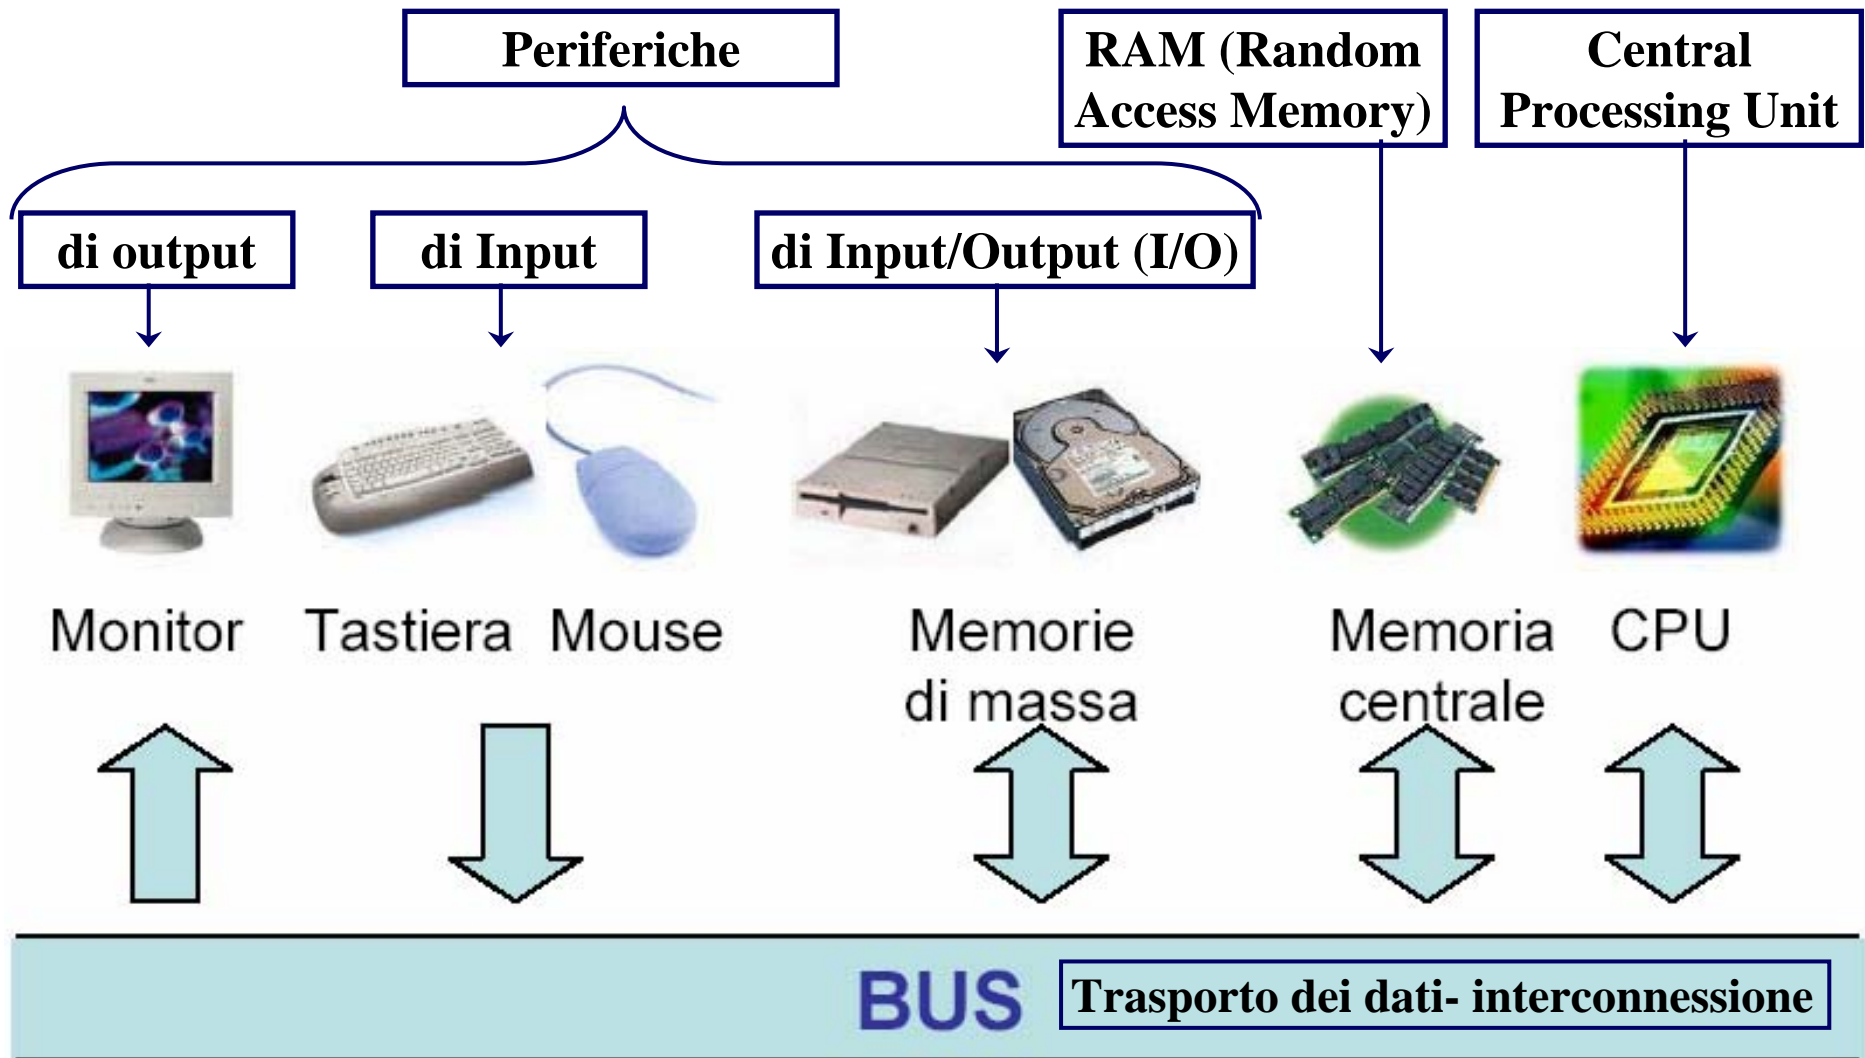 Periferiche
RAM (Random
Access Memory)
Central
Processing Unit
di output
di Input
di Input/Output (I/O)
Monitor
Tastiera
Mouse
Memorie
di massa
Memoria
centrale
CPU
BUS
Trasporto dei dati- interconnessione